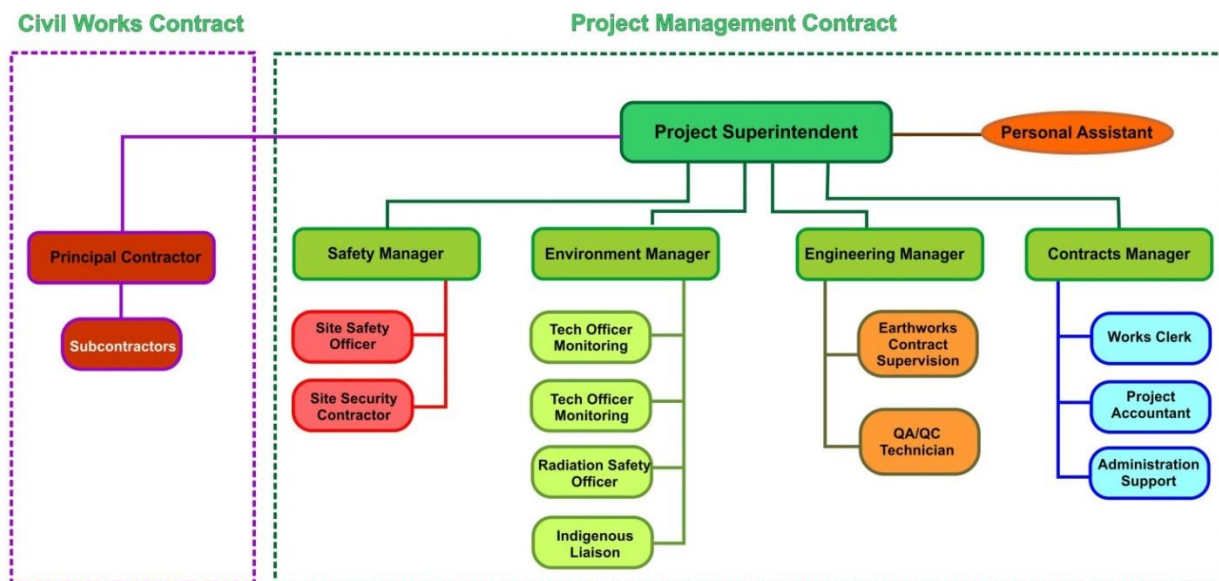 Civil Works Contract
Project Management Contract
Project Superintendent
Personal Assistant
Principal Contractor
Subcontractors
Safety Manager
Site Safety
Officer
Site Security
Contractor
Environment Manager
Tech Officer
Monitoring
Tech Officer
Monitoring
Radiation Safety
Officer
Indigenous
Liaison
Engineering Manager
Earthworks
Contract
Supervision
QA/QC
Technician
Contracts Manager
Works Clerk
Project
Accountant
Administration
Support